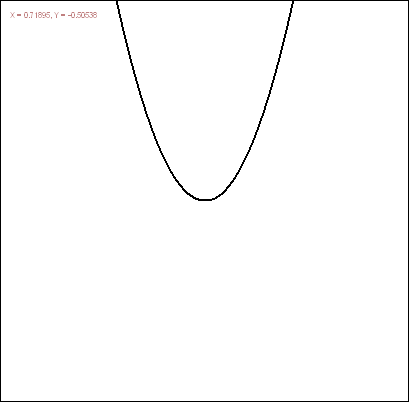 X = 0.71895, Y = -0.50538